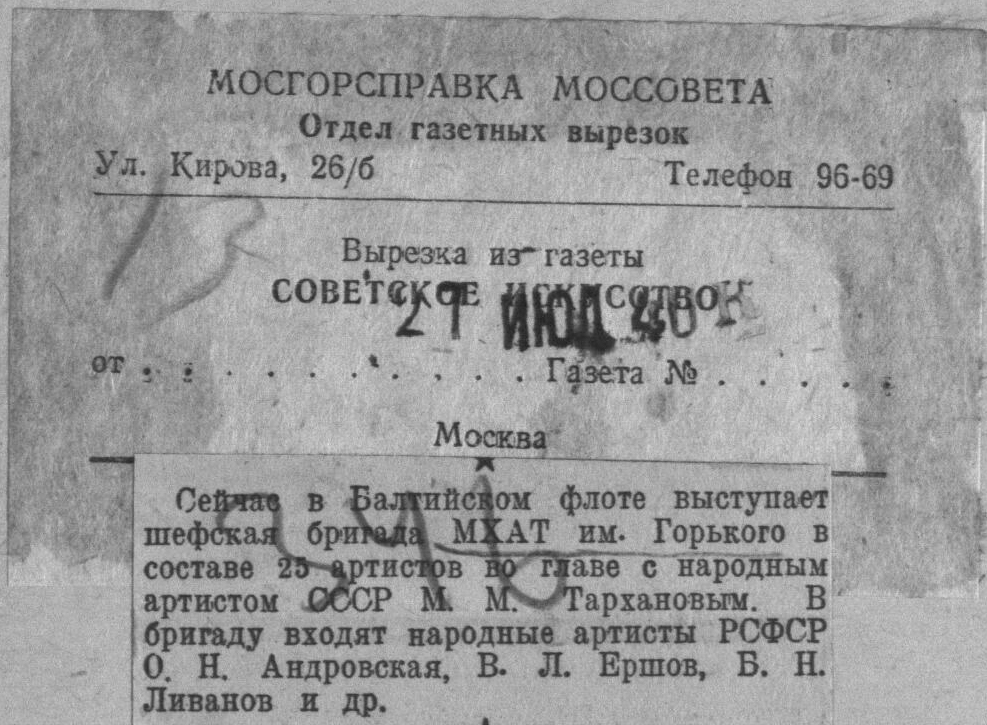 МОСГОРСПРАВКА МОССОВЕТА
Отдел газетных вырезок
Ул. Кирова, 26/б Телефон 96-69
Вырезка из газеты
СОВЕТСКОЕ ИСКУССТВО
27 ИЮЛ 40
от . . . . . . . . . . Газета № . . . . .
Москва
Сейчас в Балтийском флоте выступает
шефская бригада МХАТ им. Горького в
составе 25 артистов во главе с народным
артистом СССР М. М. Тархановым. В
бригаду входят народные артисты РСФСР
О. Н. Андровская, В. Л. Ершов, Б. Н.
Ливанов и др.